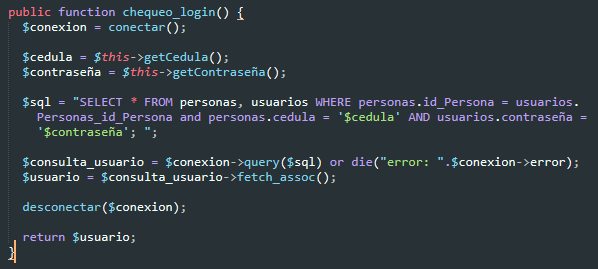 public function chequeo_login() {
$conexion = conectar();
$cedula = $this->getCedula();
$contraseña = $this->getContraseña();
$sql = "SELECT * FROM personas, usuarios WHERE personas.id_Persona = usuarios.
Personas_id_Persona and personas.cedula = '$cedula' AND usuarios.contraseña =
'$contraseña'; ";
$consulta_usuario = $conexion->query($sql) or die("error: ".$conexion->error);
$usuario = $consulta_usuario->fetch_assoc();
desconectar($conexion);
return $usuario;
}